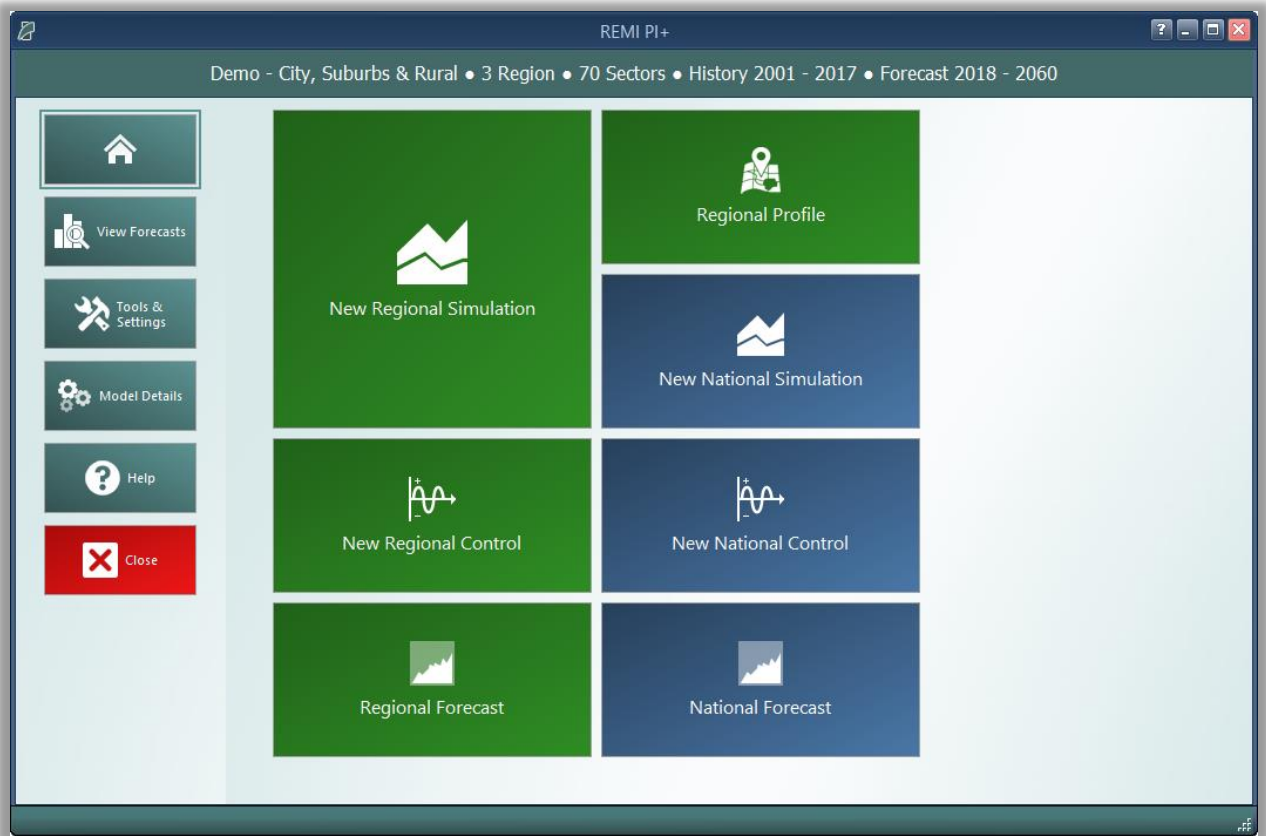 REMI PI+
Demo - City, Suburbs & Rural ● 3 Region ● 70 Sectors ● History 2001 - 2017 ● Forecast 2018 - 2060
View Forecasts
Tools &
Settings
Model Details
Help
Close
New Regional Simulation
Regional Profile
New National Simulation
New Regional Control
New National Control
Regional Forecast
National Forecast